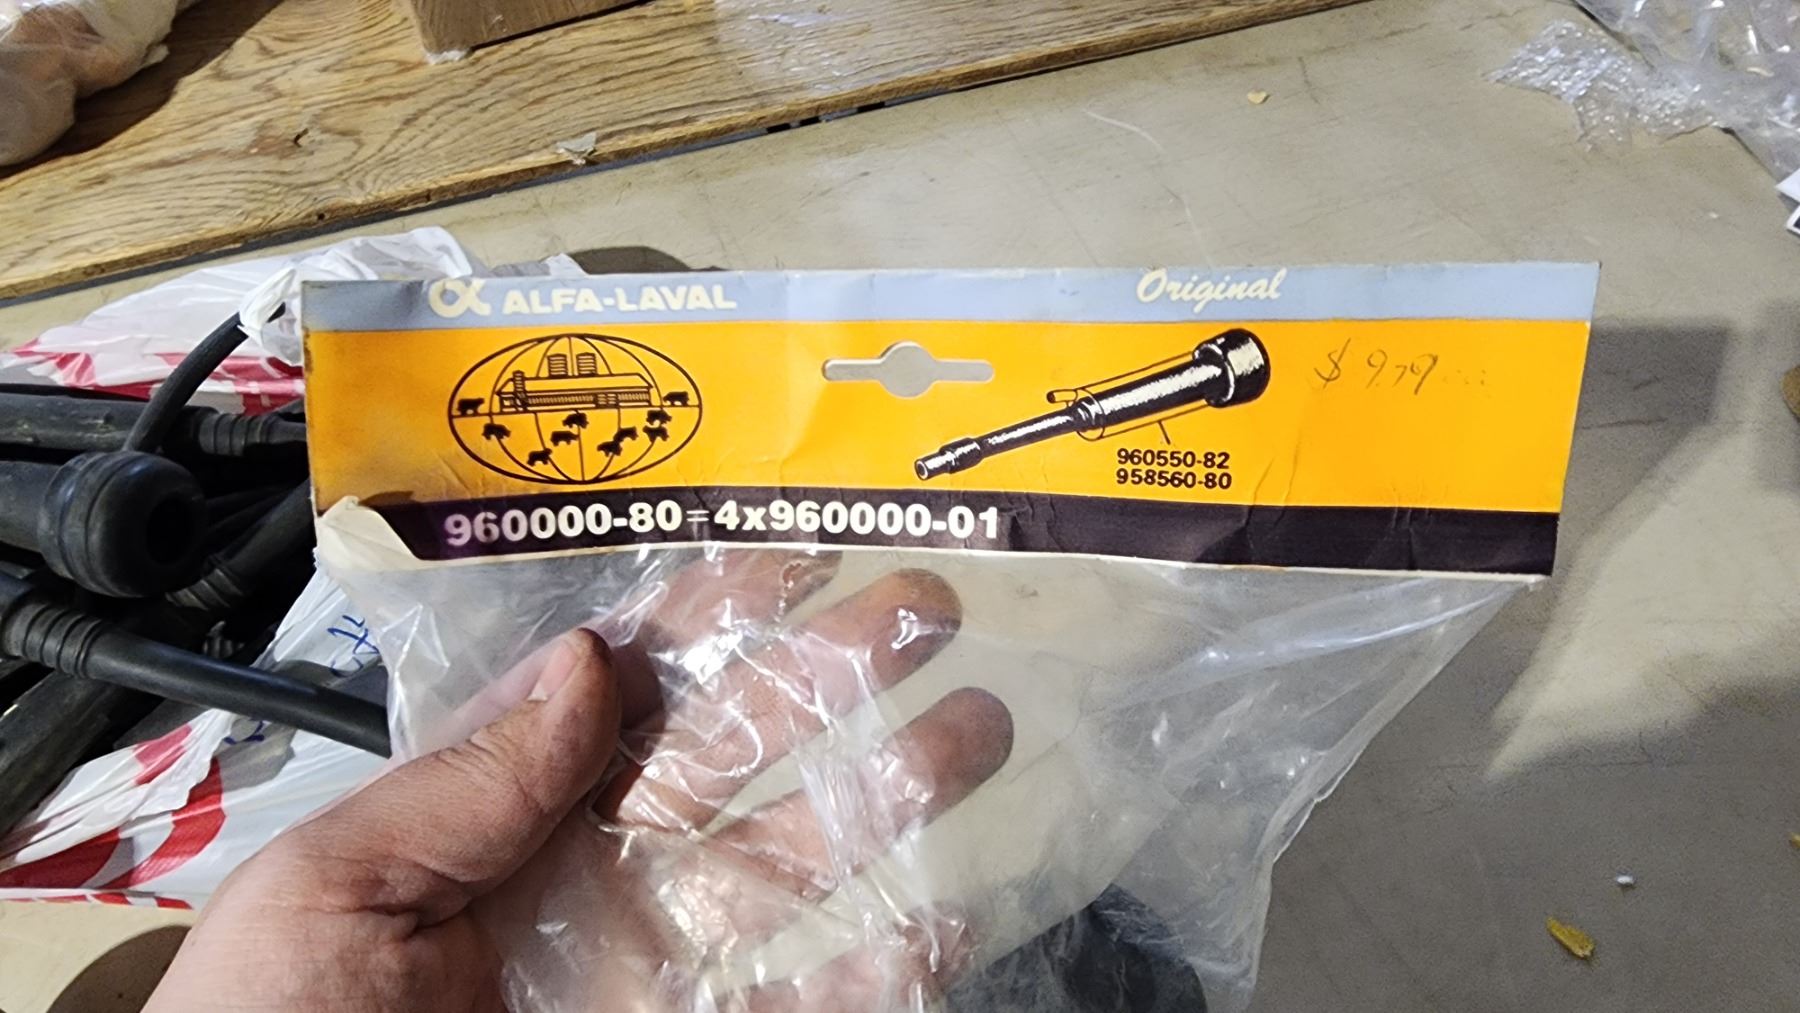 α ALFA-LAVAL
Original
$ 9.79
960550-82
958560-80
960000-80=4x960000-01